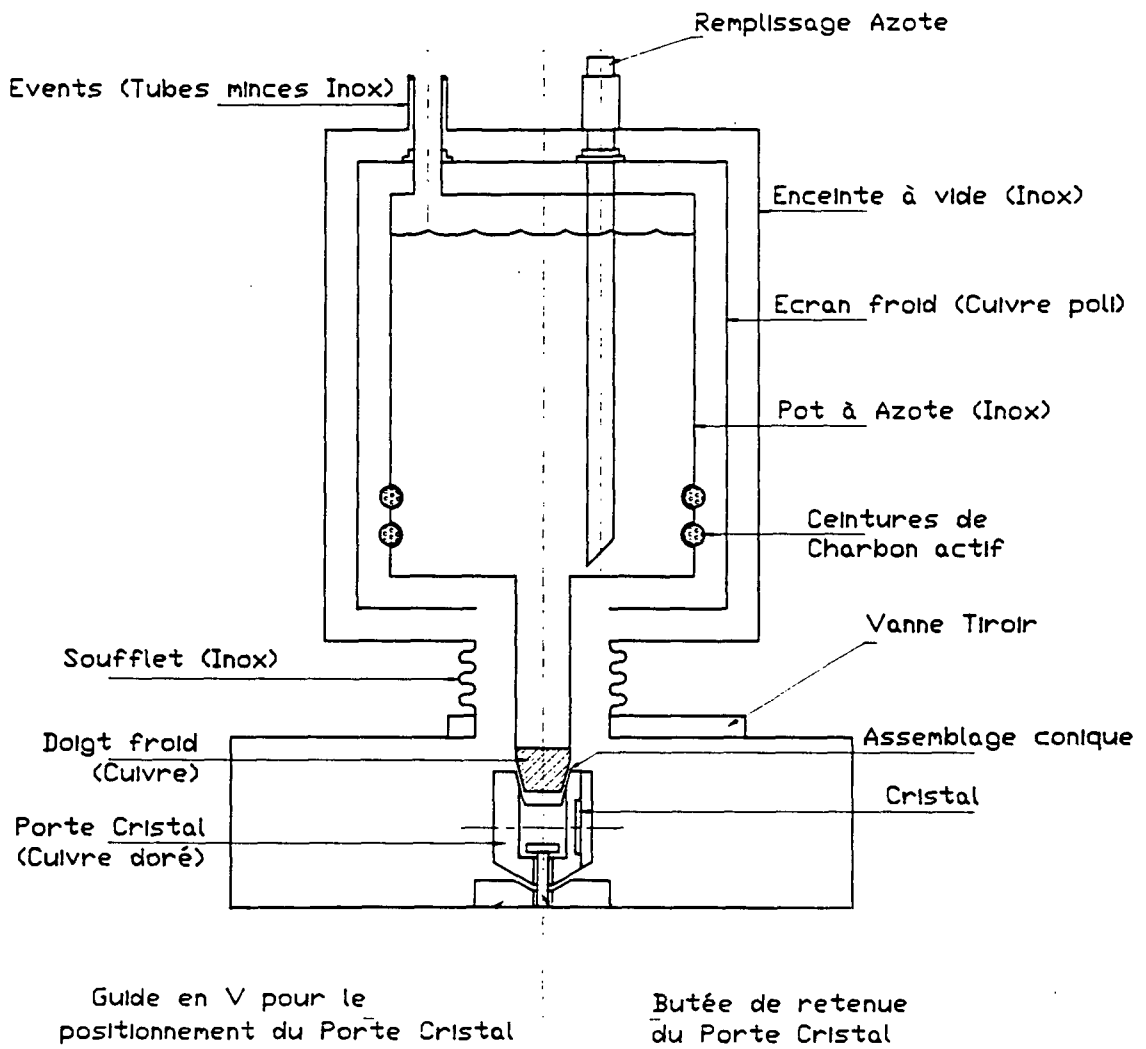 Remplissage Azote
Events (Tubes minces Inox)
Enceinte à vide (Inox)
Ecran froid (Cuivre poli)
Pot à Azote (Inox)
Ceintures de
Charbon actif
Vanne Tiroir
Soufflet (Inox)
Doigt froid
(Cuivre)
Assemblage conique
Cristal
Porte Cristal
(Cuivre doré)
Guide en V pour le
positionnement du Porte Cristal
Butée de retenue
du Porte Cristal